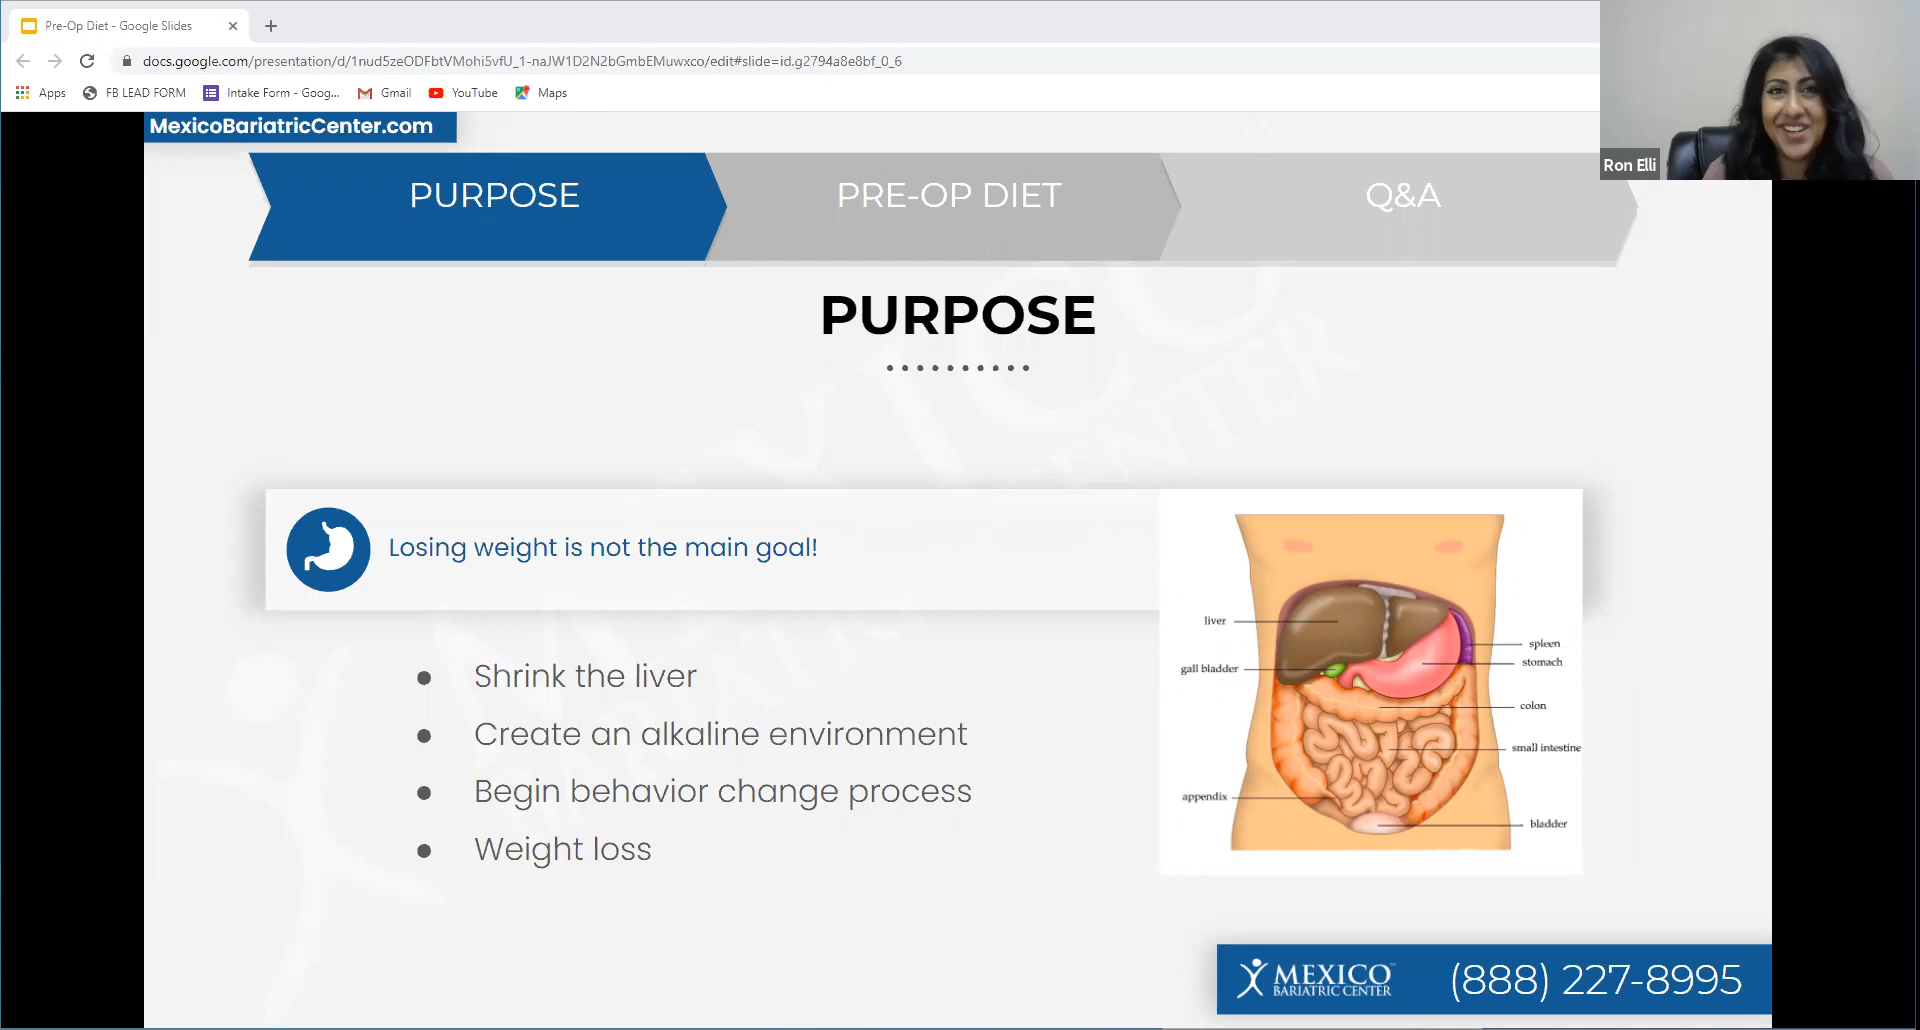 Pre-Op Diet - Google Slides
docs.google.com/presentation/d/1nud5zeODFbtVMohi5vfU_1-naJW1D2N2bGmbEMuwxco/edit#slide=id.g2794a8e8bf_0_6
Apps FB LEAD FORM Intake Form - Goog... Gmail YouTube Maps
Ron Elli
MexicoBariatricCenter.com
PURPOSE PRE-OP DIET Q&A
PURPOSE
Losing weight is not the main goal!
Shrink the liver
Create an alkaline environment
Begin behavior change process
Weight loss
liver
gall bladder
appendix
spleen
stomach
colon
small intestine
bladder
MEXICO
BARIATRIC CENTER
(888) 227-8995